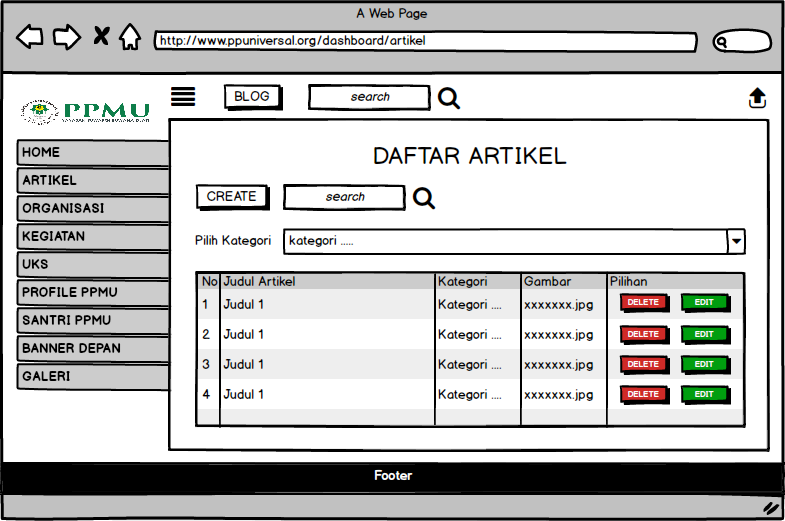 A Web Page
http://www.ppuniversal.org/dashboard/artikel
BLOG
search
PPMU
HOME
ARTIKEL
ORGANISASI
KEGIATAN
UKS
PROFILE PPMU
SANTRI PPMU
BANNER DEPAN
GALERI
DAFTAR ARTIKEL
CREATE
search
Pilih Kategori kategori .....
No Judul Artikel Kategori Gambar Pilihan
1 Judul 1 Kategori .... xxxxxxx.jpg DELETE EDIT
2 Judul 1 Kategori .... xxxxxxx.jpg DELETE EDIT
3 Judul 1 Kategori .... xxxxxxx.jpg DELETE EDIT
4 Judul 1 Kategori .... xxxxxxx.jpg DELETE EDIT
Footer